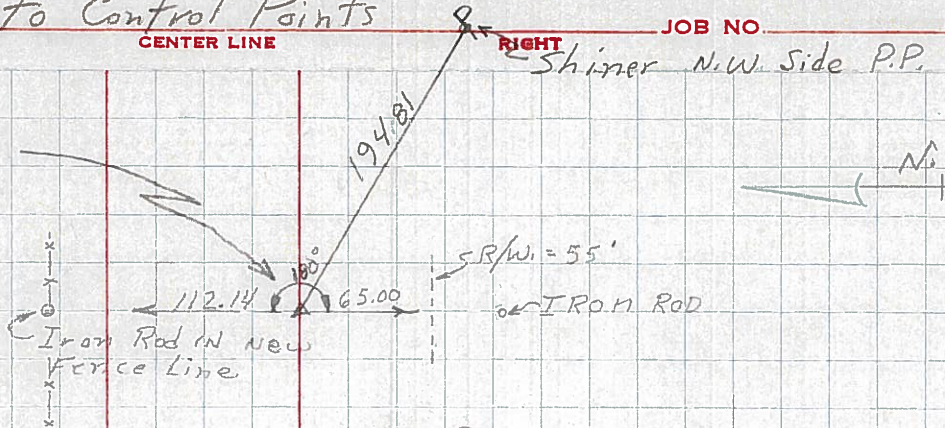 To Control Points
CENTER LINE
RIGHT
JOB NO.
Shiner N.W. Side P.P.
194.81
N.
180°
R/W. = 55'
112.14
65.00
IRon RoD
Iron Rod IN New
Fence Line